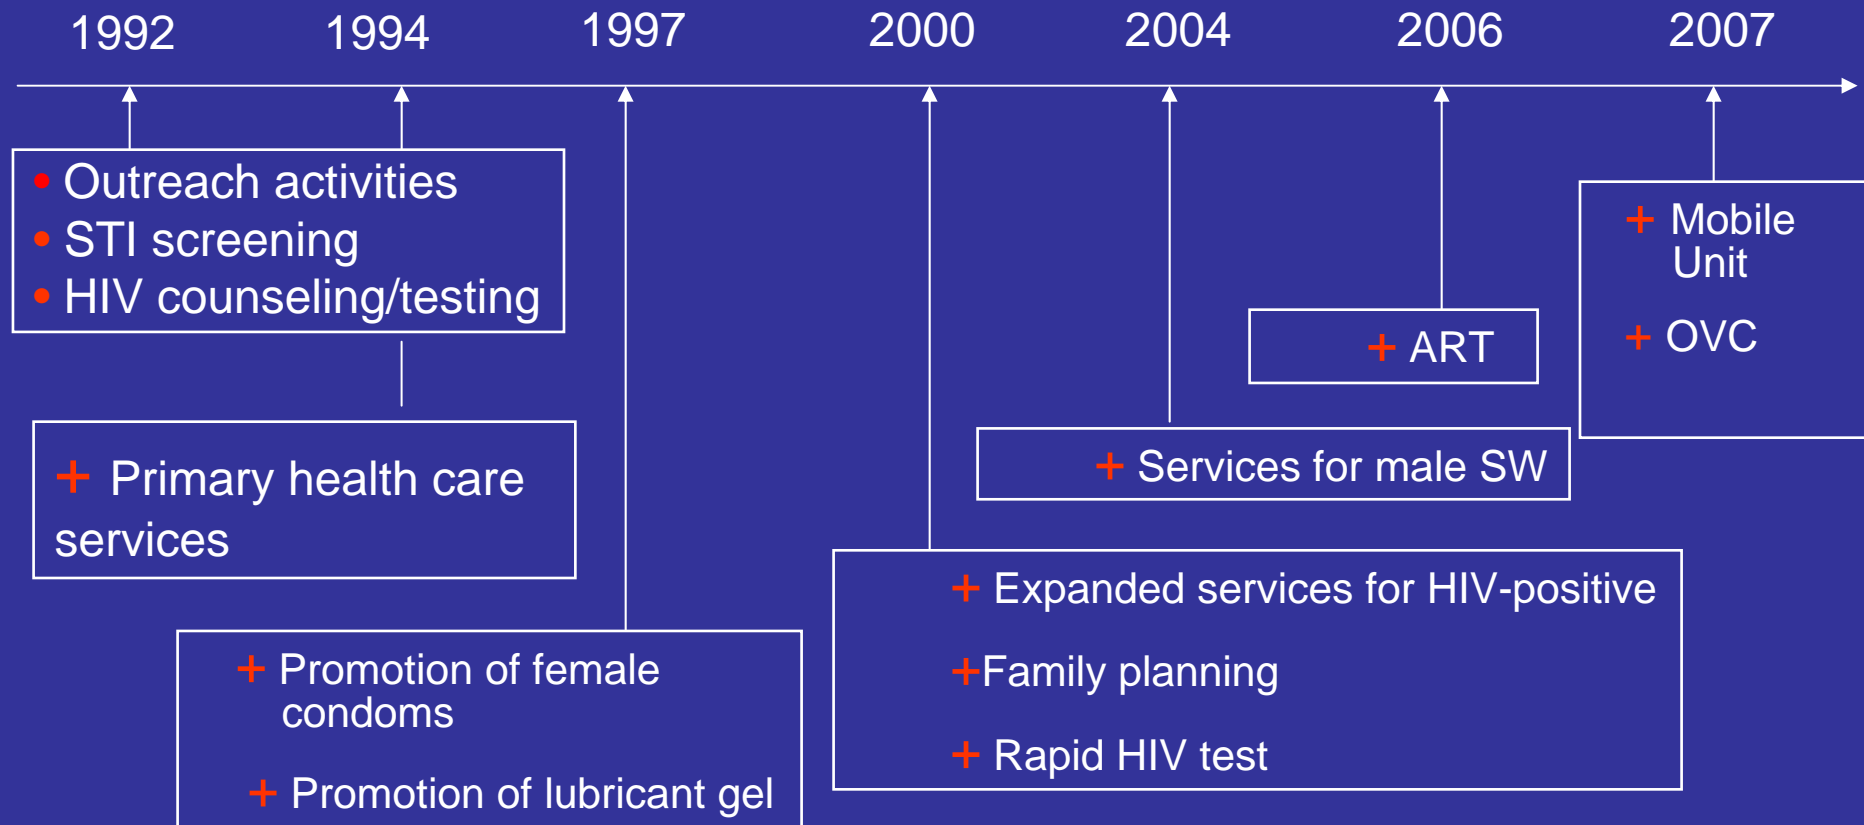 1992 1994 1997 2000 2004 2006 2007
• Outreach activities
• STI screening
• HIV counseling/testing
+ Primary health care
services
+ Promotion of female
condoms
+ Promotion of lubricant gel
+ Expanded services for HIV-positive
+Family planning
+ Rapid HIV test
+ Services for male SW
+ ART
+ Mobile
Unit
+ OVC